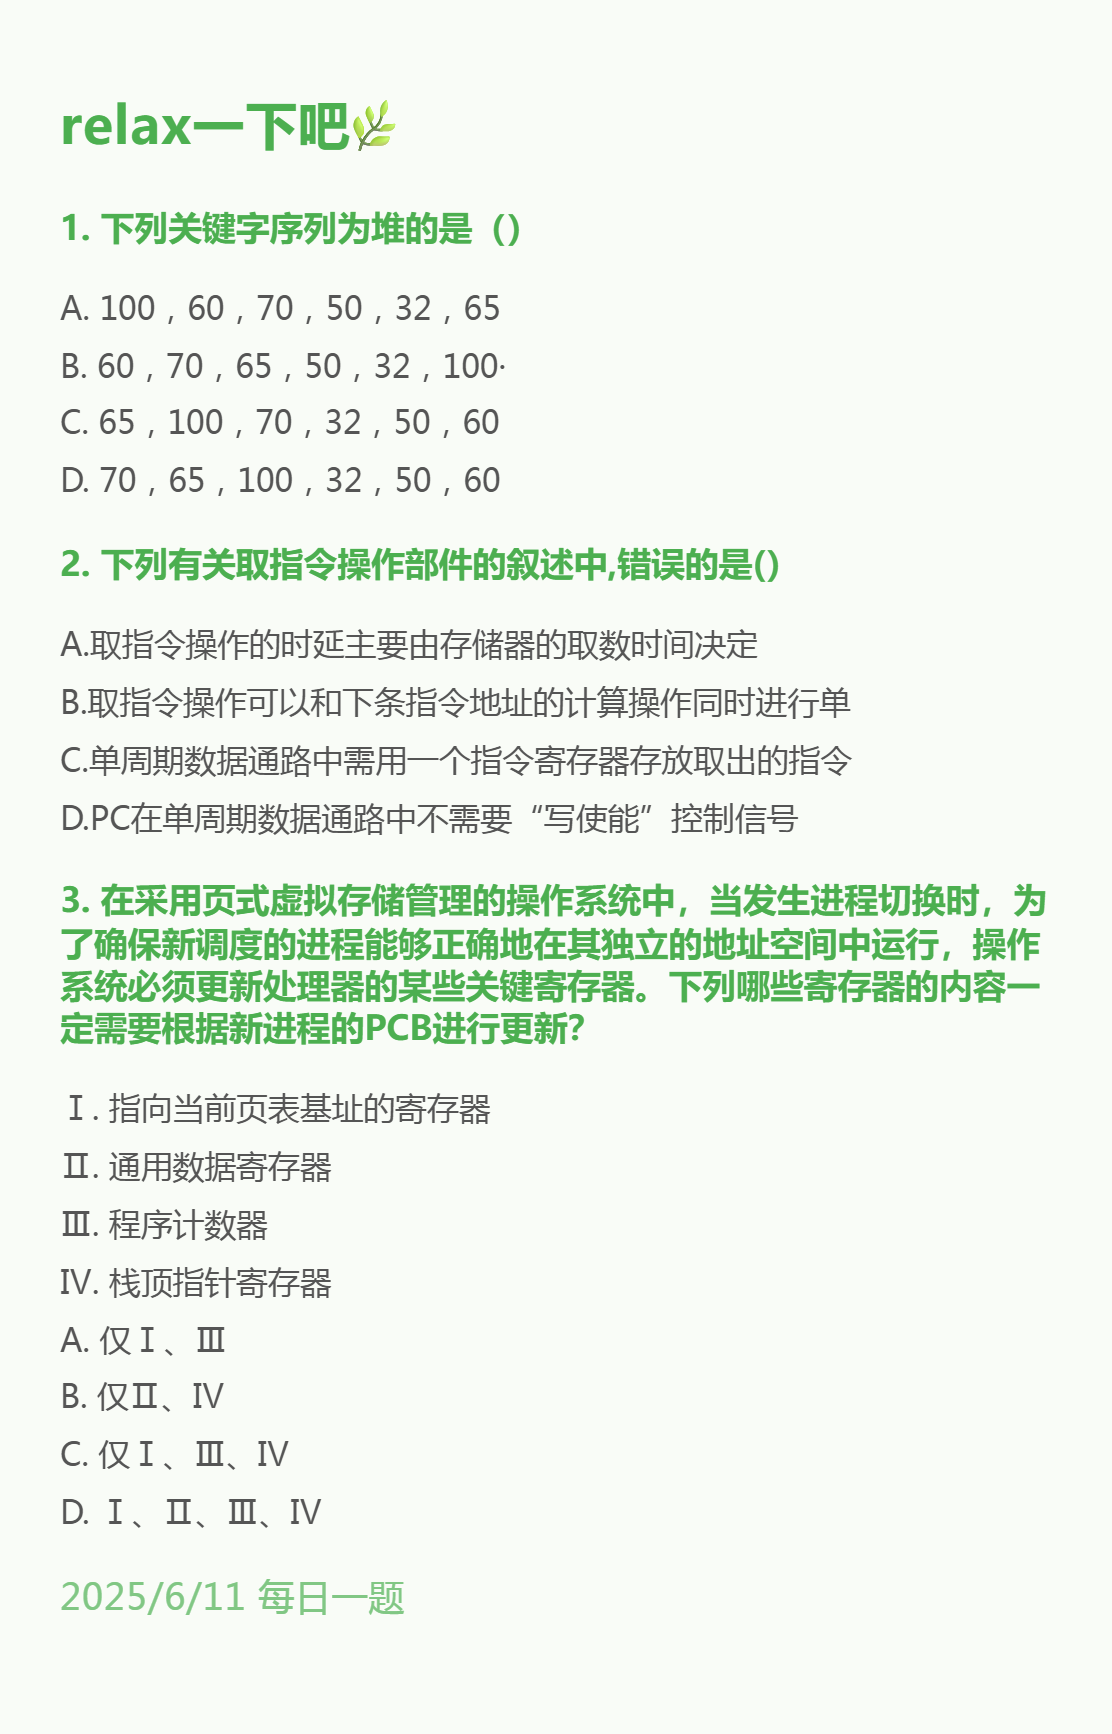 relax一下吧🌿
1. 下列关键字序列为堆的是（）
A. 100，60，70，50，32，65
B. 60，70，65，50，32，100·
C. 65，100，70，32，50，60
D. 70，65，100，32，50，60
2. 下列有关取指令操作部件的叙述中,错误的是()
A.取指令操作的时延主要由存储器的取数时间决定
B.取指令操作可以和下条指令地址的计算操作同时进行单
C.单周期数据通路中需用一个指令寄存器存放取出的指令
D.PC在单周期数据通路中不需要“写使能”控制信号
3. 在采用页式虚拟存储管理的操作系统中，当发生进程切换时，为
了确保新调度的进程能够正确地在其独立的地址空间中运行，操作
系统必须更新处理器的某些关键寄存器。下列哪些寄存器的内容一
定需要根据新进程的PCB进行更新？
Ⅰ. 指向当前页表基址的寄存器
Ⅱ. 通用数据寄存器
Ⅲ. 程序计数器
IV. 栈顶指针寄存器
A. 仅Ⅰ、Ⅲ
B. 仅Ⅱ、IV
C. 仅Ⅰ、Ⅲ、IV
D. Ⅰ、Ⅱ、Ⅲ、IV
2025/6/11 每日一题